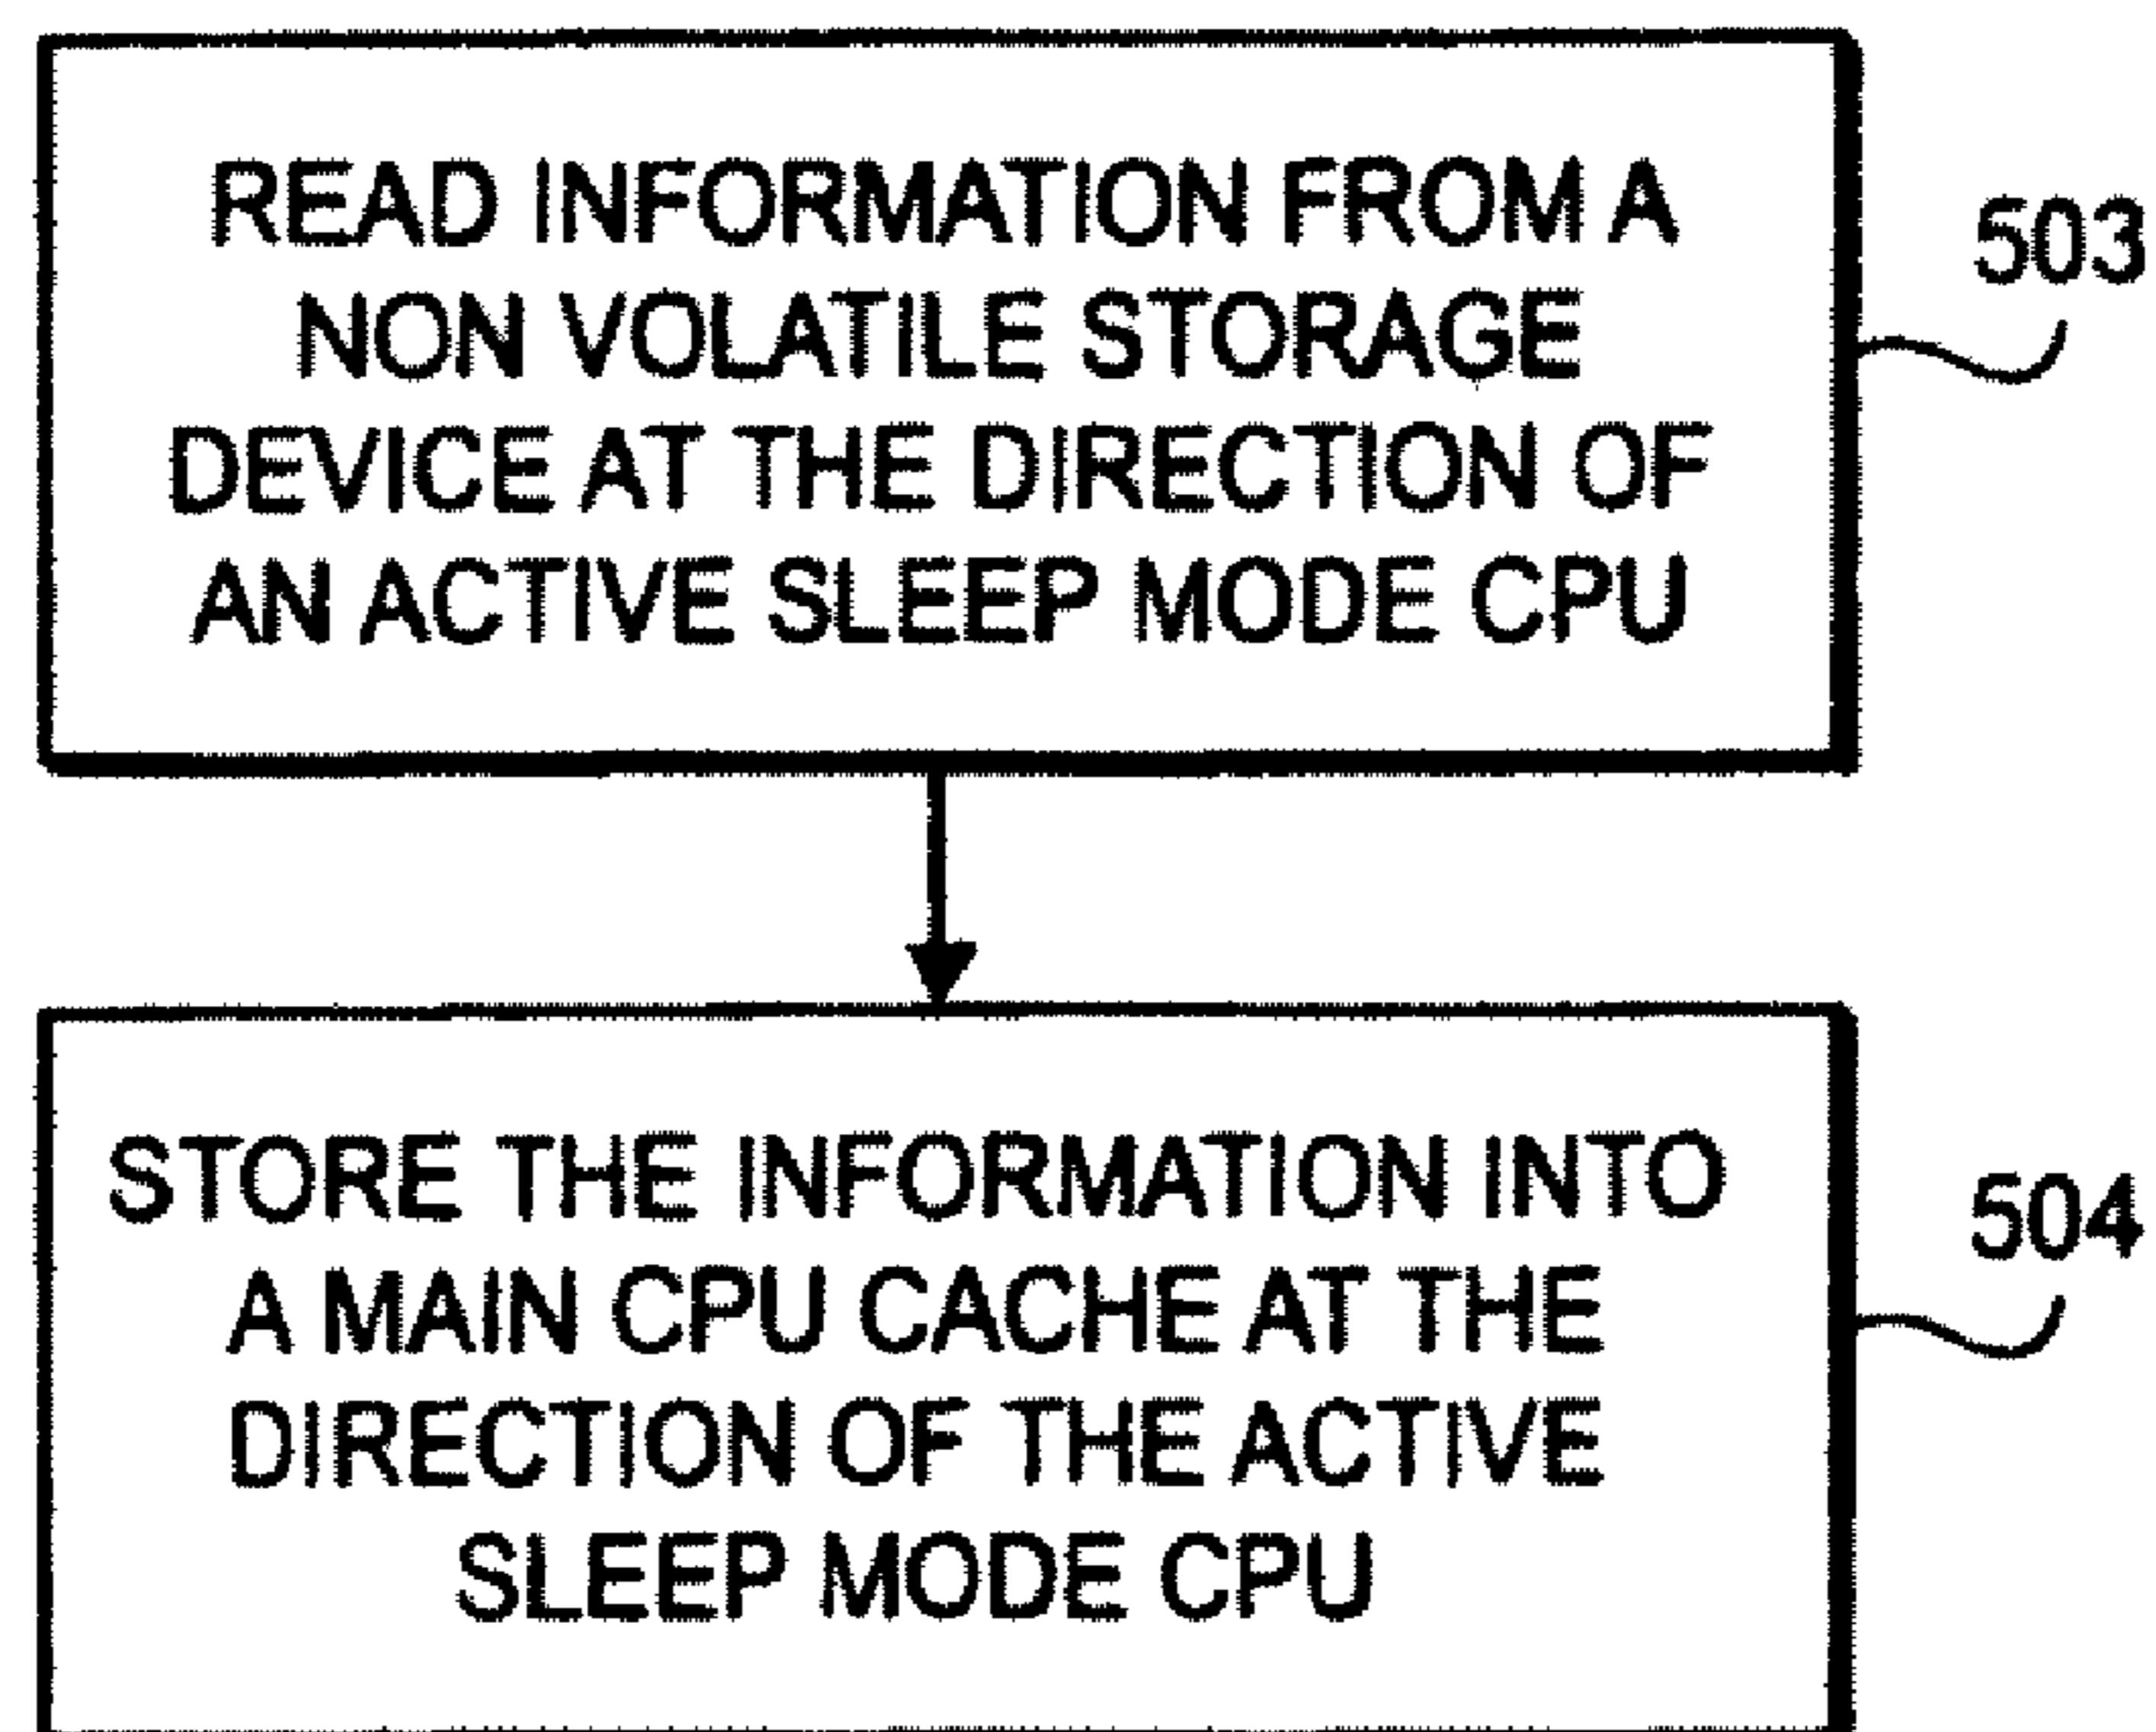 READ INFORMATION FROM A
NON VOLATILE STORAGE
DEVICE AT THE DIRECTION OF
AN ACTIVE SLEEP MODE CPU
503
STORE THE INFORMATION INTO
A MAIN CPU CACHE AT THE
DIRECTION OF THE ACTIVE
SLEEP MODE CPU
504